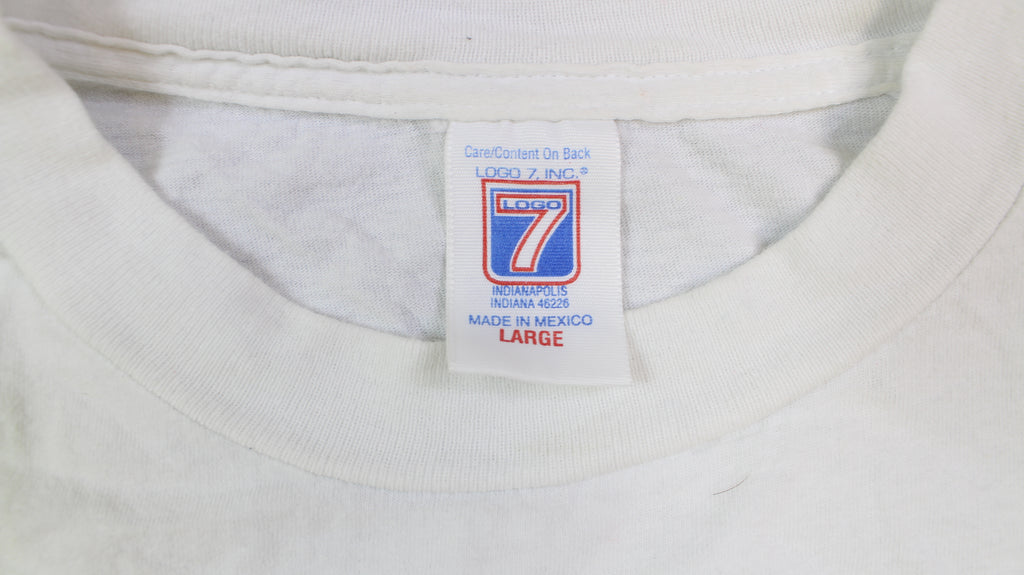 Care/Content On Back
LOGO 7, INC.®
LOGO
7
INDIANAPOLIS
INDIANA 46226
MADE IN MEXICO
LARGE